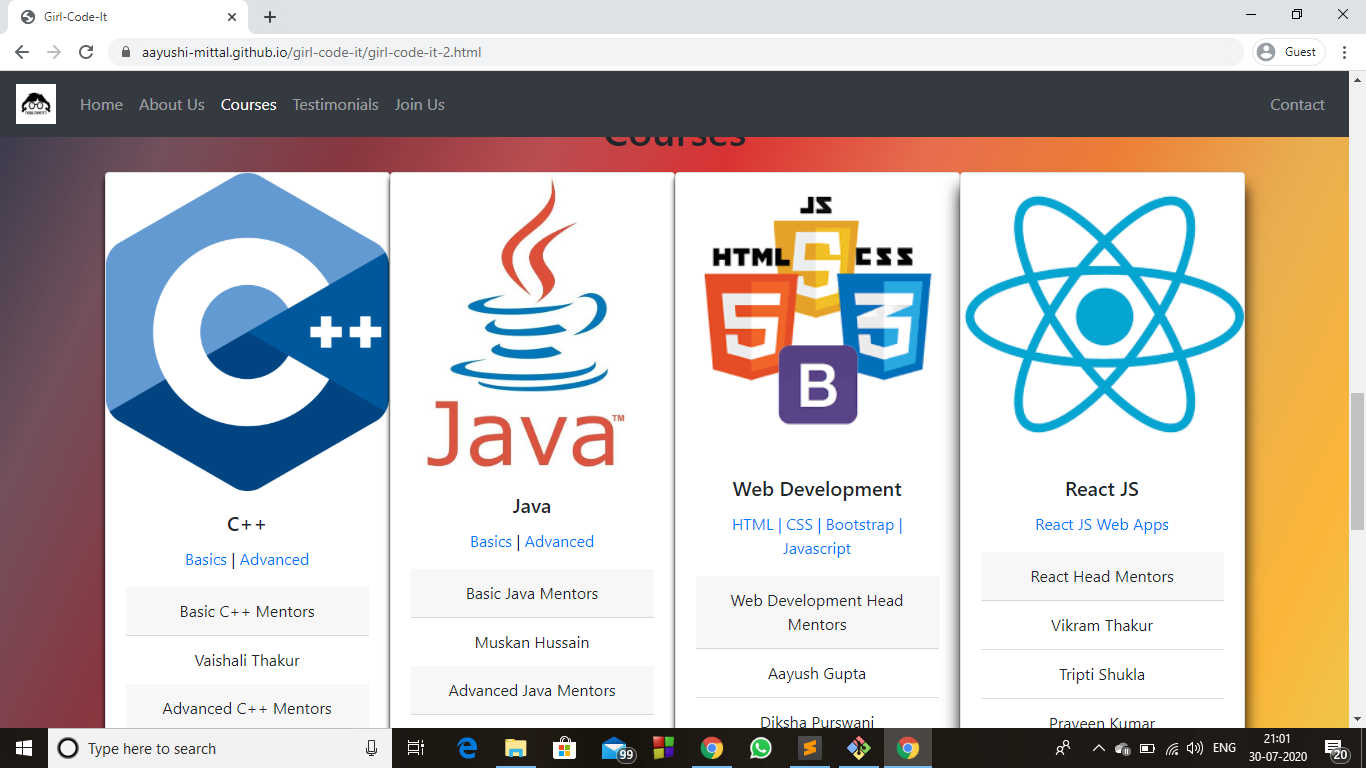 Girl-Code-It
aayushi-mittal.github.io/girl-code-it/girl-code-it-2.html
Guest
Home About Us Courses Testimonials Join Us Contact
Courses
C++
Basics | Advanced
Basic C++ Mentors
Vaishali Thakur
Advanced C++ Mentors
Java™
Java
Basics | Advanced
Basic Java Mentors
Muskan Hussain
Advanced Java Mentors
JS
HTML CSS
5 5 3
B
Web Development
HTML | CSS | Bootstrap |
Javascript
Web Development Head
Mentors
Aayush Gupta
Diksha Purswani
React JS
React JS Web Apps
React Head Mentors
Vikram Thakur
Tripti Shukla
Praveen Kumar
Type here to search
99
ENG
21:01
30-07-2020
20